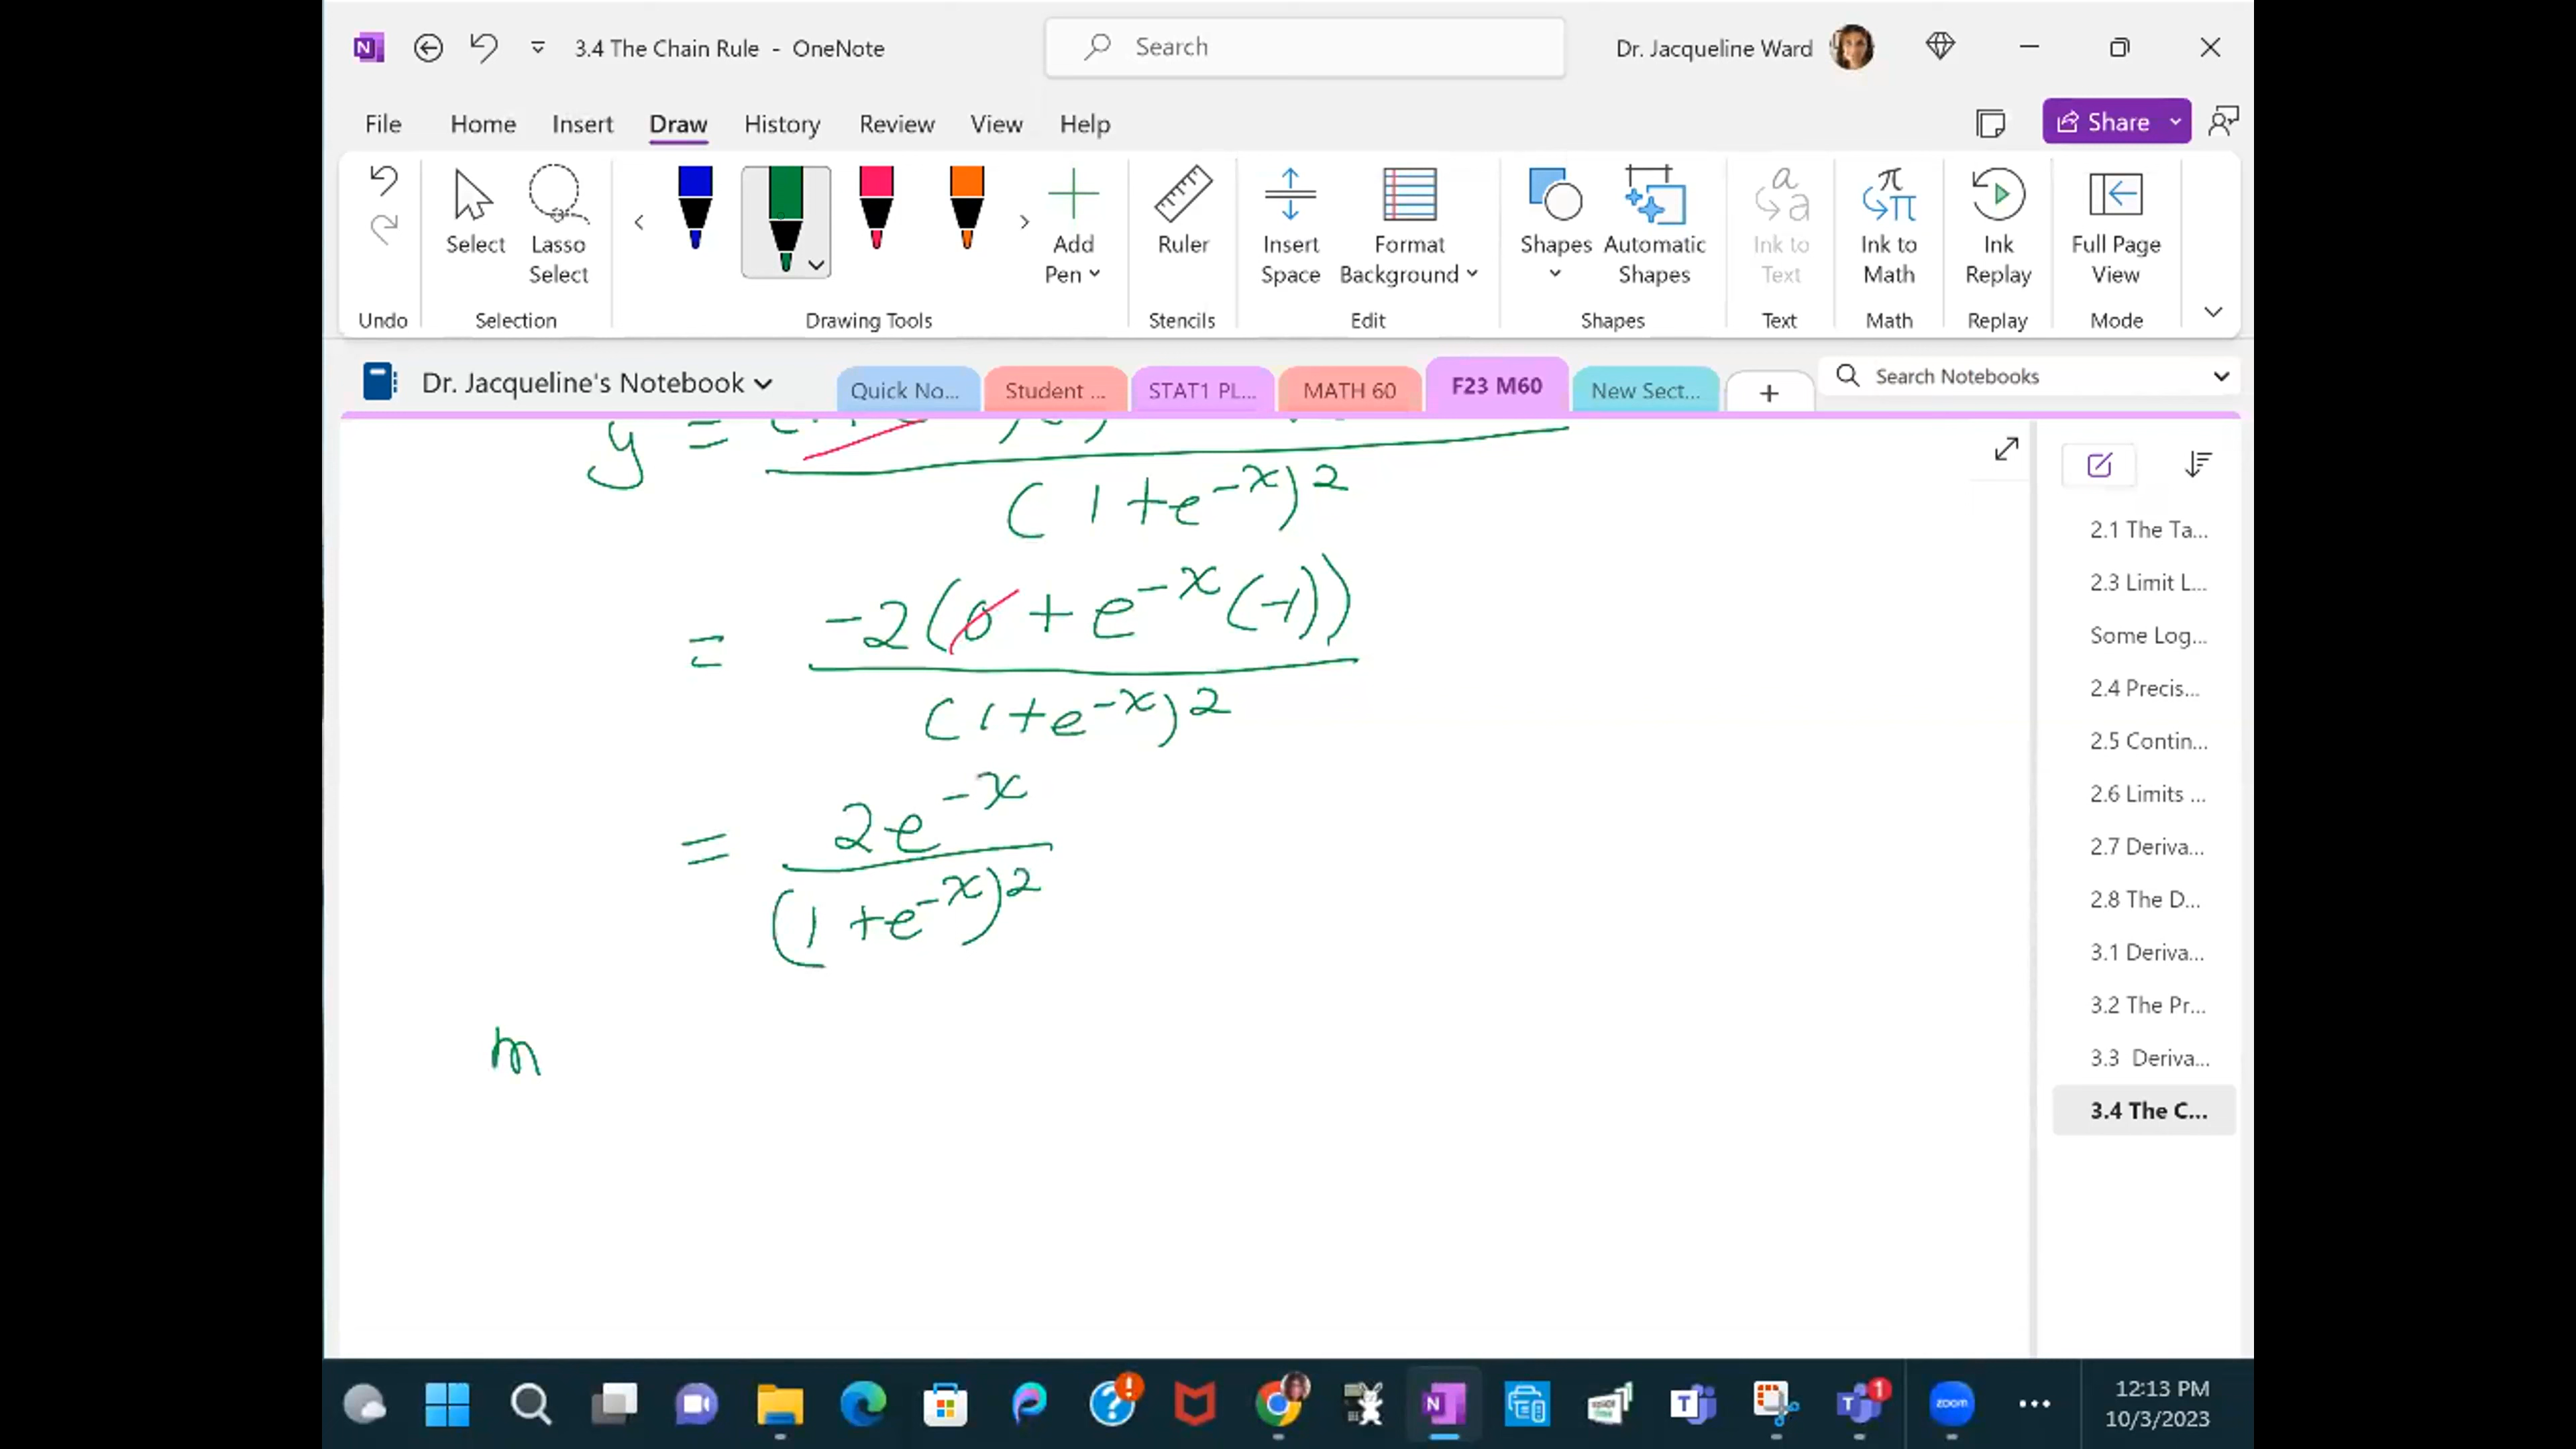 3.4 The Chain Rule - OneNote
Search
Dr. Jacqueline Ward
File Home Insert Draw History Review View Help
Share
Select
Lasso Select
Add Pen
Ruler
Insert Space
Format Background
Shapes
Automatic Shapes
Ink to Text
Ink to Math
Ink Replay
Full Page View
Undo Selection Drawing Tools Stencils Edit Shapes Text Math Replay Mode
Dr. Jacqueline's Notebook
Quick No... Student ... STAT1 PL... MATH 60 F23 M60 New Sect... +
Search Notebooks
y =
(1+e^-x)^2
= -2(0+e^-x(-1))
(1+e^-x)^2
= 2e^-x
(1+e^-x)^2
m
2.1 The Ta...
2.3 Limit L...
Some Log...
2.4 Precis...
2.5 Contin...
2.6 Limits ...
2.7 Deriva...
2.8 The D...
3.1 Deriva...
3.2 The Pr...
3.3 Deriva...
3.4 The C...
zoom
12:13 PM
10/3/2023